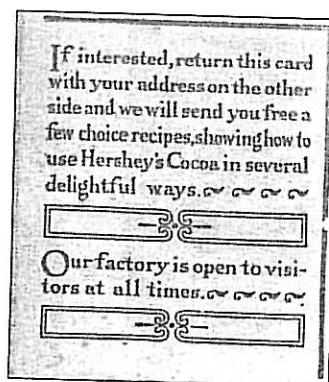 If interested, return this card
with your address on the other
side and we will send you free a
few choice recipes, showing how to
use Hershey's Cocoa in several
delightful ways.
Our factory is open to visi-
tors at all times.